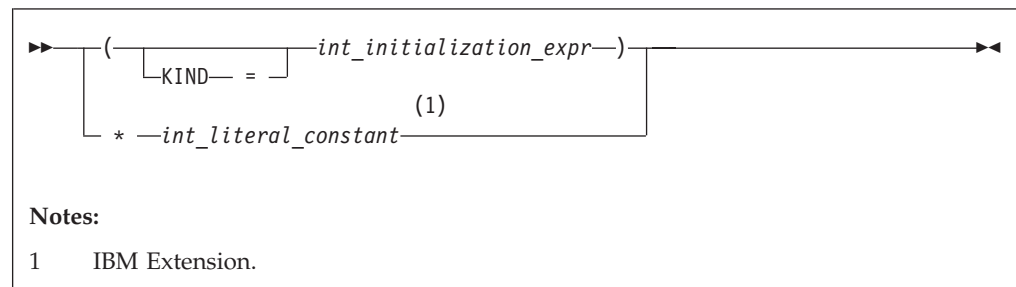 ( int_initialization_expr )
KIND =
(1)
* int_literal_constant
Notes:
1 IBM Extension.